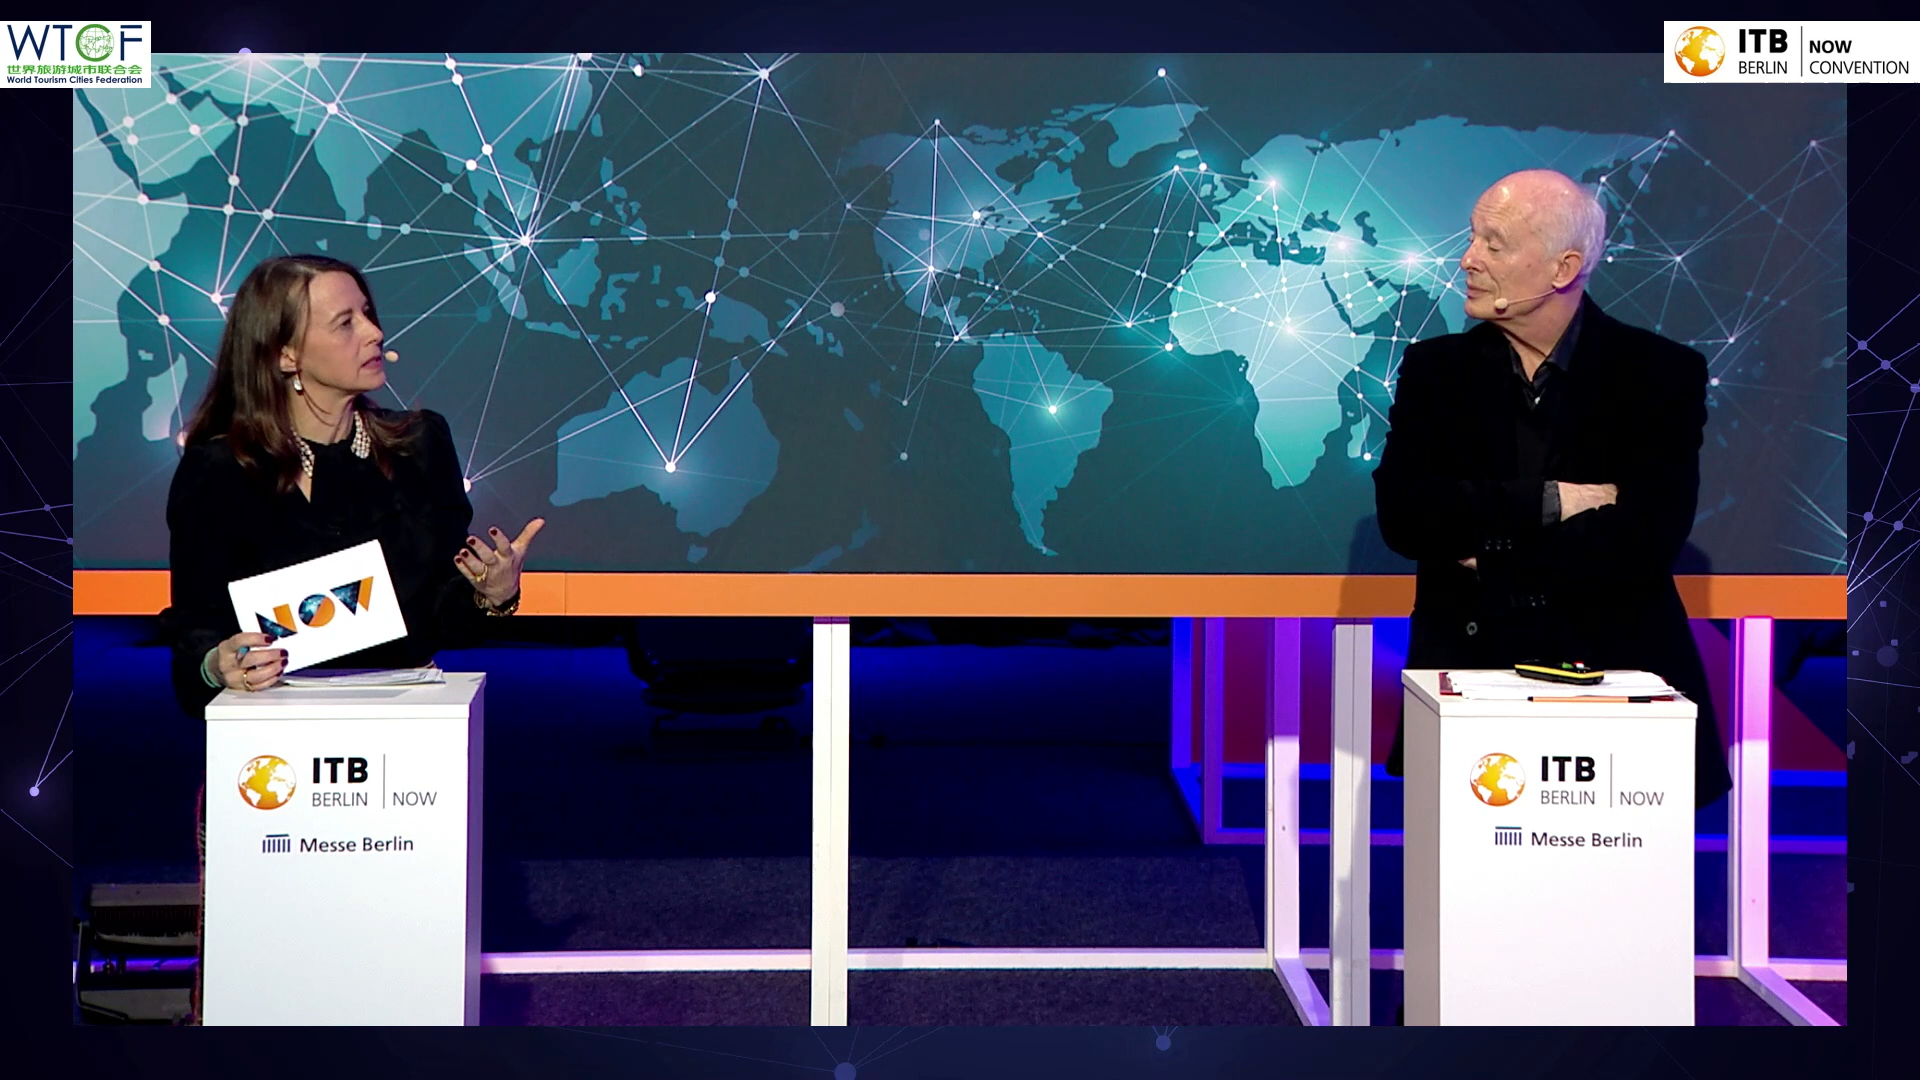 WTCF
世界旅游城市联合会
World Tourism Cities Federation
ITB
BERLIN
NOW
CONVENTION
NOW
ITB
BERLIN
NOW
Messe Berlin
ITB
BERLIN
NOW
Messe Berlin